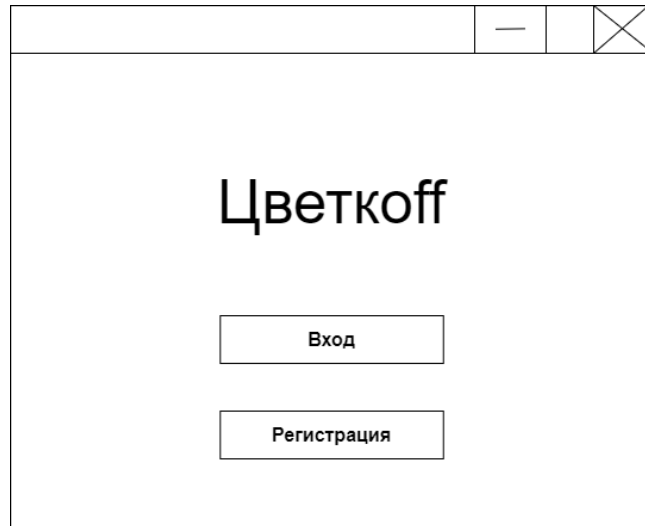 Цветкоff
Вход
Регистрация